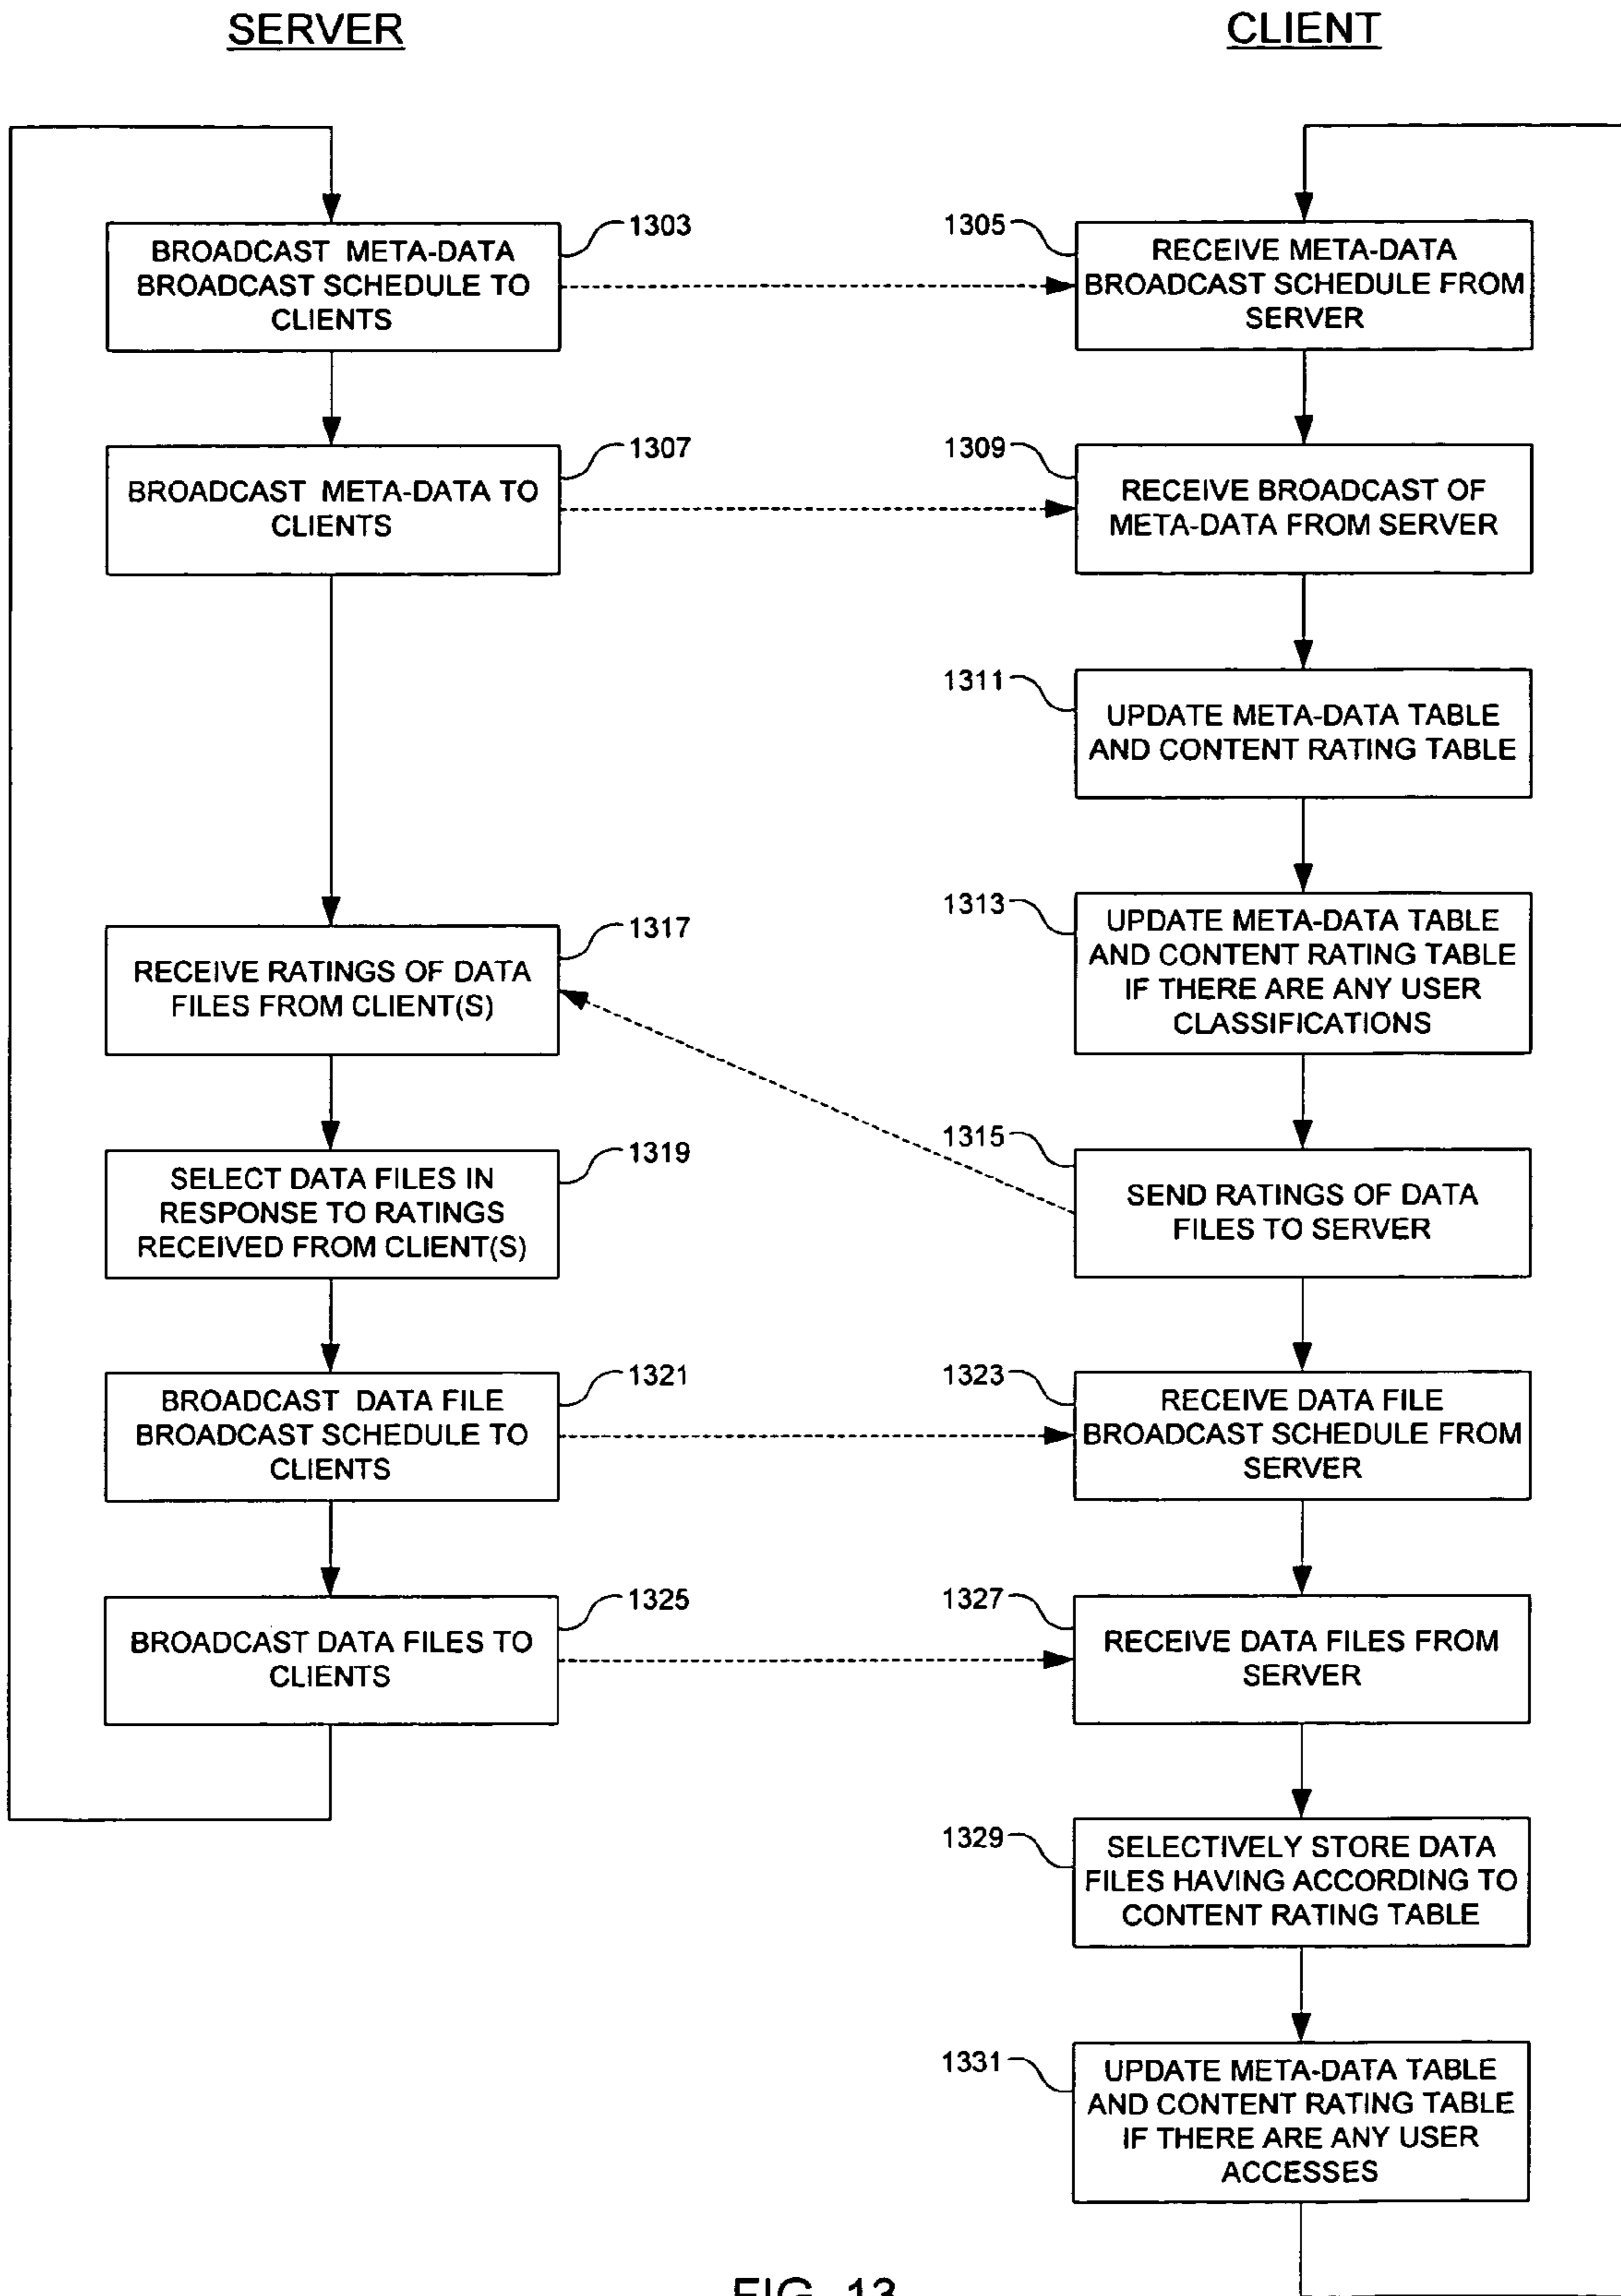 SERVER
CLIENT
1303
BROADCAST META-DATA
BROADCAST SCHEDULE TO
CLIENTS
1305
RECEIVE META-DATA
BROADCAST SCHEDULE FROM
SERVER
1307
BROADCAST META-DATA TO
CLIENTS
1309
RECEIVE BROADCAST OF
META-DATA FROM SERVER
1311
UPDATE META-DATA TABLE
AND CONTENT RATING TABLE
1313
UPDATE META-DATA TABLE
AND CONTENT RATING TABLE
IF THERE ARE ANY USER
CLASSIFICATIONS
1317
RECEIVE RATINGS OF DATA
FILES FROM CLIENT(S)
1315
SEND RATINGS OF DATA
FILES TO SERVER
1319
SELECT DATA FILES IN
RESPONSE TO RATINGS
RECEIVED FROM CLIENT(S)
1321
BROADCAST DATA FILE
BROADCAST SCHEDULE TO
CLIENTS
1323
RECEIVE DATA FILE
BROADCAST SCHEDULE FROM
SERVER
1325
BROADCAST DATA FILES TO
CLIENTS
1327
RECEIVE DATA FILES FROM
SERVER
1329
SELECTIVELY STORE DATA
FILES HAVING ACCORDING TO
CONTENT RATING TABLE
1331
UPDATE META-DATA TABLE
AND CONTENT RATING TABLE
IF THERE ARE ANY USER
ACCESSES
FIG. 13